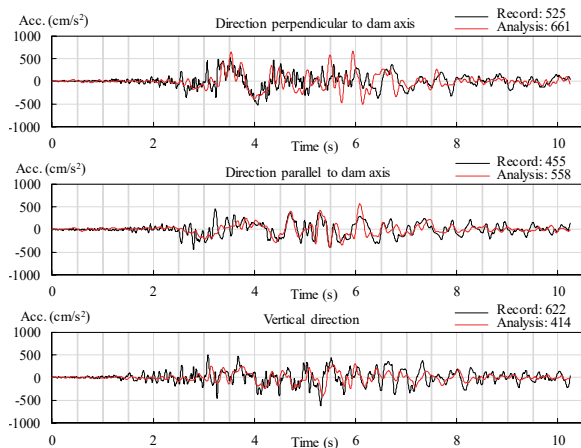 Acc. (cm/s²) Direction perpendicular to dam axis Record: 525
Analysis: 661
1000
500
0
-500
-1000
0 2 4 6 8 10
Time (s)
Acc. (cm/s²) Direction parallel to dam axis Record: 455
Analysis: 558
1000
500
0
-500
-1000
0 2 4 6 8 10
Time (s)
Acc. (cm/s²) Vertical direction Record: 622
Analysis: 414
1000
500
0
-500
-1000
0 2 4 6 8 10
Time (s)